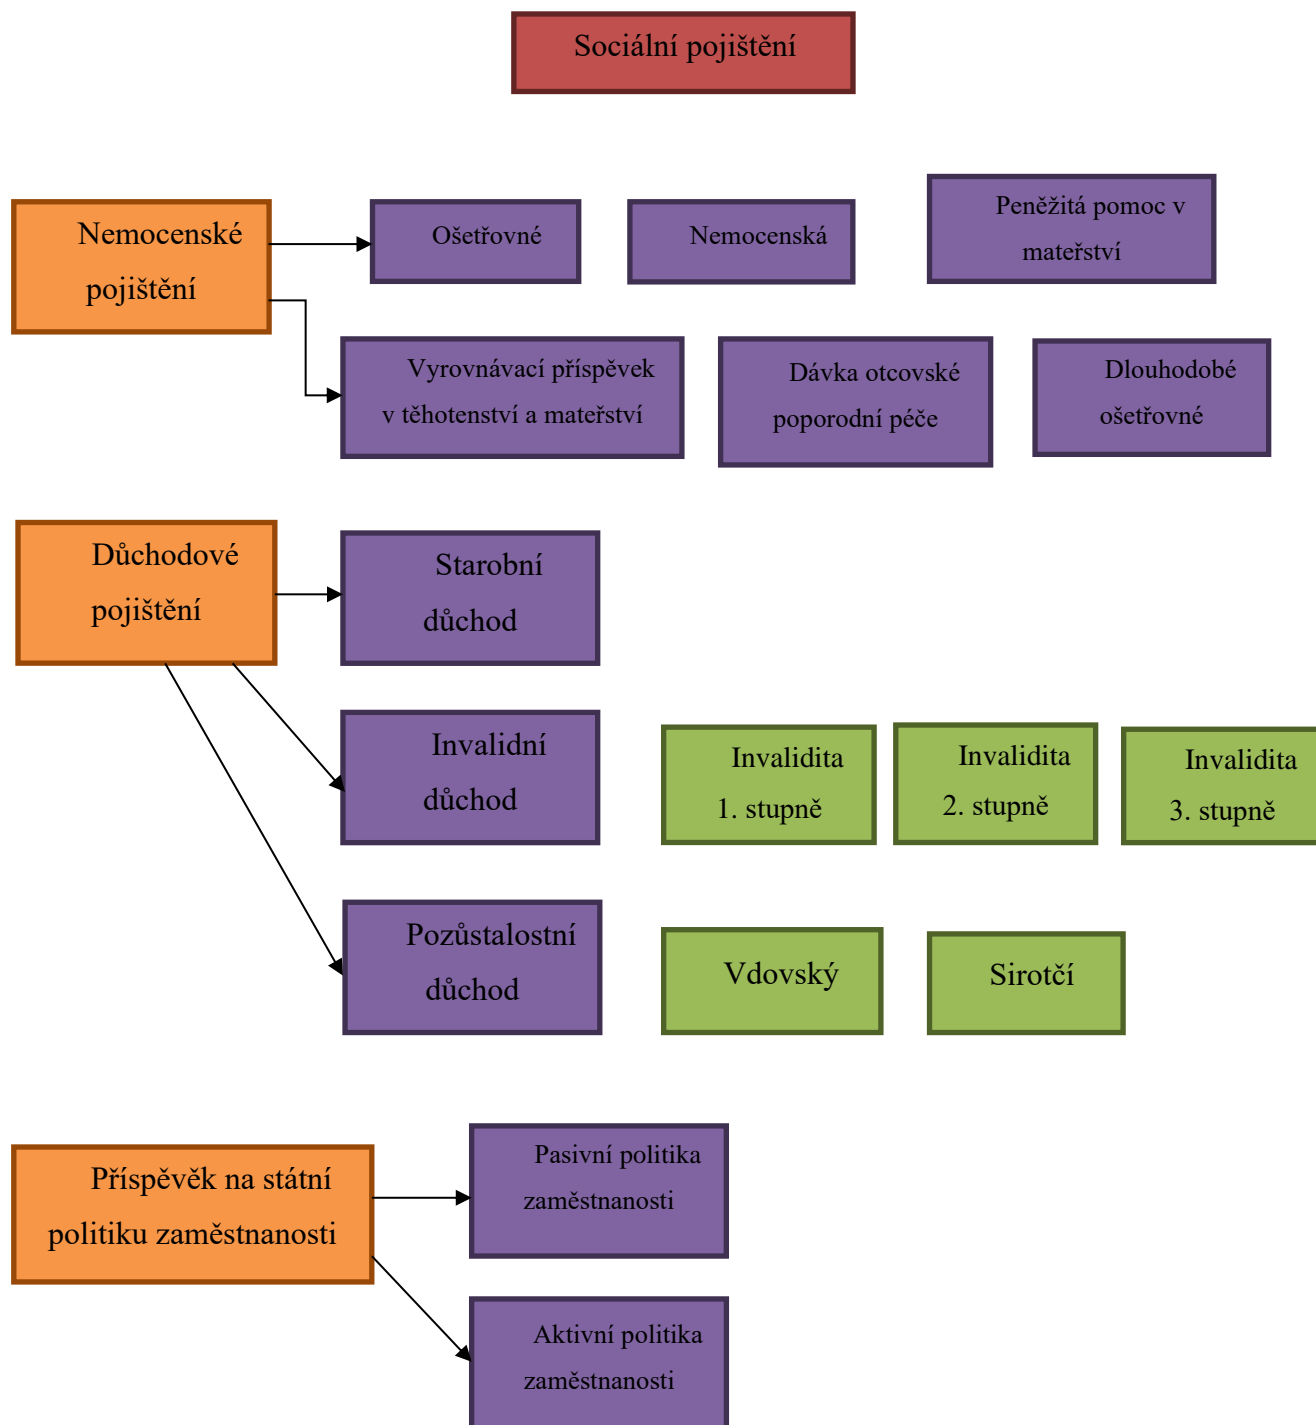 Sociální pojištění
Nemocenské
pojištění
Ošetřovné
Nemocenská
Peněžitá pomoc v
mateřství
Vyrovnávací příspěvek
v těhotenství a mateřství
Dávka otcovské
poporodní péče
Dlouhodobé
ošetřovné
Důchodové
pojištění
Starobní
důchod
Invalidní
důchod
Invalidita
1. stupně
Invalidita
2. stupně
Invalidita
3. stupně
Pozůstalostní
důchod
Vdovský
Sirotčí
Příspěvěk na státní
politiku zaměstnanosti
Pasivní politika
zaměstnanosti
Aktivní politika
zaměstnanosti